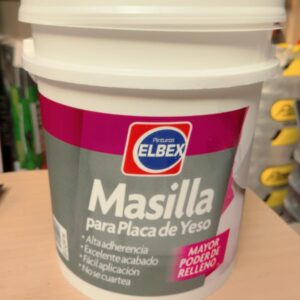 Pinturas
ELBEX
Masilla
para Placa de Yeso
• Alta adherencia
• Excelente acabado
• Fácil aplicación
• No se cuartea
MAYOR
PODER DE
RELLENO